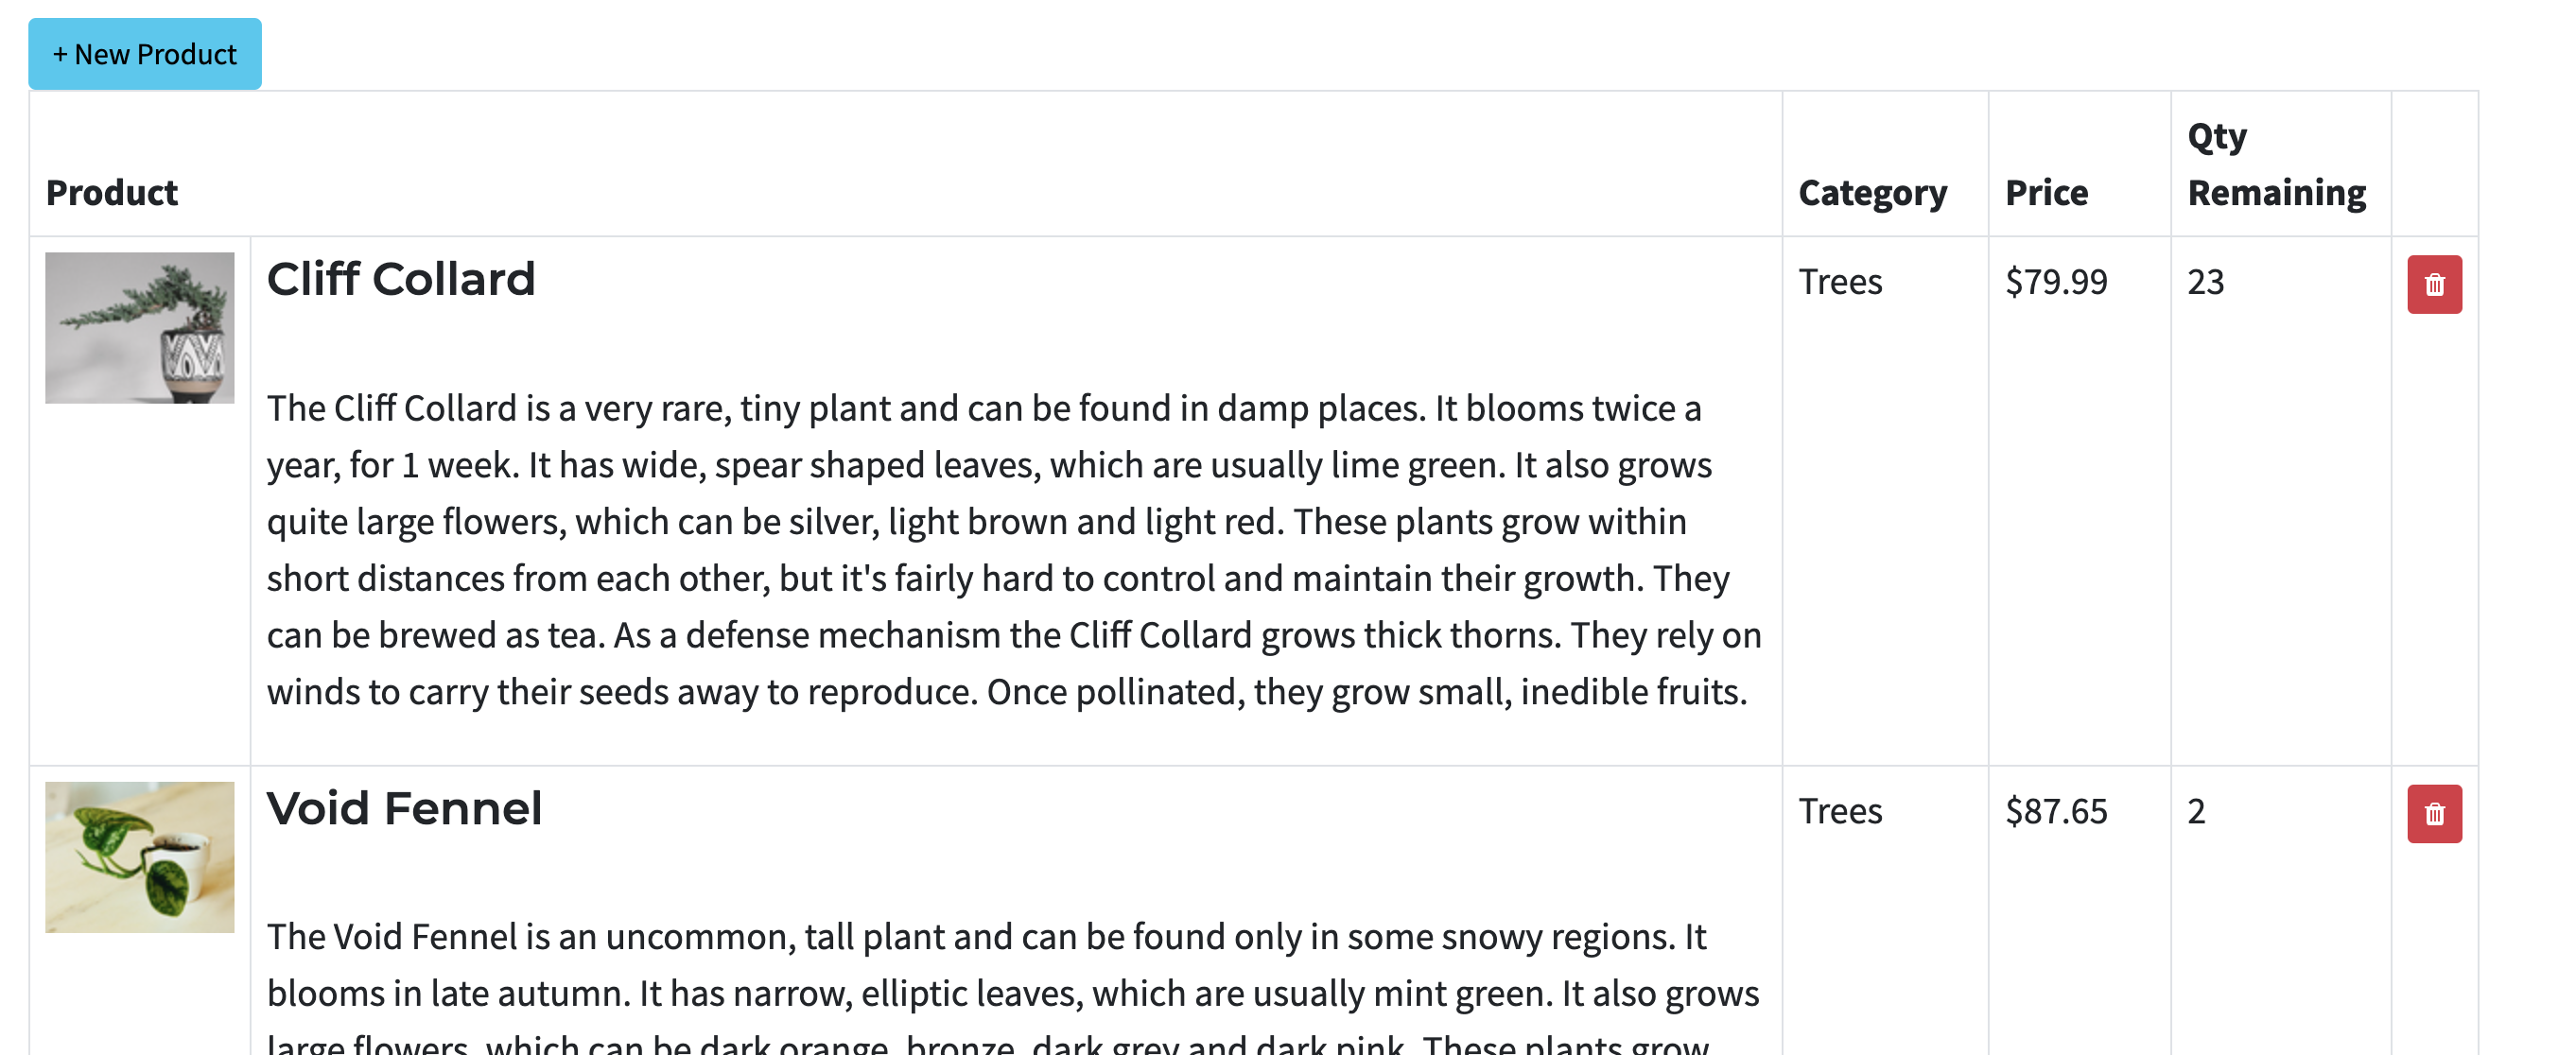 + New Product
Product
Category
Price
Qty
Remaining
Cliff Collard
Trees
$79.99
23
The Cliff Collard is a very rare, tiny plant and can be found in damp places. It blooms twice a
year, for 1 week. It has wide, spear shaped leaves, which are usually lime green. It also grows
quite large flowers, which can be silver, light brown and light red. These plants grow within
short distances from each other, but it's fairly hard to control and maintain their growth. They
can be brewed as tea. As a defense mechanism the Cliff Collard grows thick thorns. They rely on
winds to carry their seeds away to reproduce. Once pollinated, they grow small, inedible fruits.
Void Fennel
Trees
$87.65
2
The Void Fennel is an uncommon, tall plant and can be found only in some snowy regions. It
blooms in late autumn. It has narrow, elliptic leaves, which are usually mint green. It also grows
large flowers, which can be dark orange, bronze, dark grey and dark pink. These plants grow